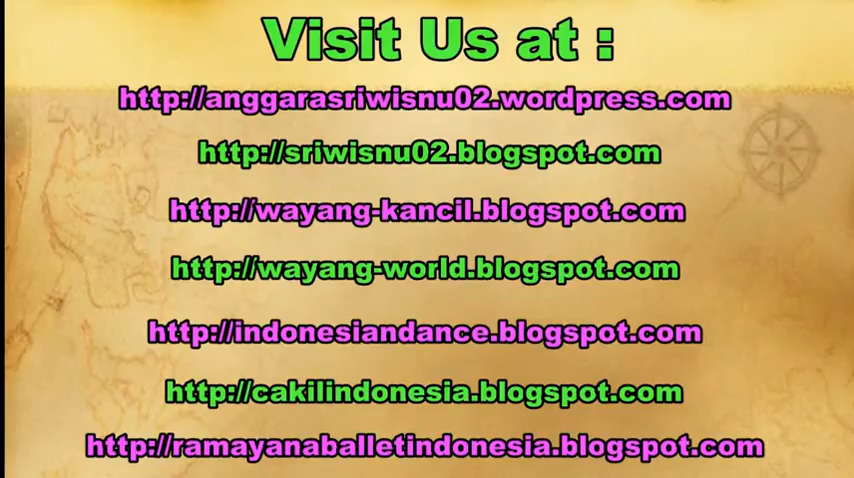 Visit Us at :
http://anggarasriwisnu02.wordpress.com
http://sriwisnu02.blogspot.com
http://wayang-kancil.blogspot.com
http://wayang-world.blogspot.com
http://indonesiandance.blogspot.com
http://cakilindonesia.blogspot.com
http://ramayanaballetindonesia.blogspot.com